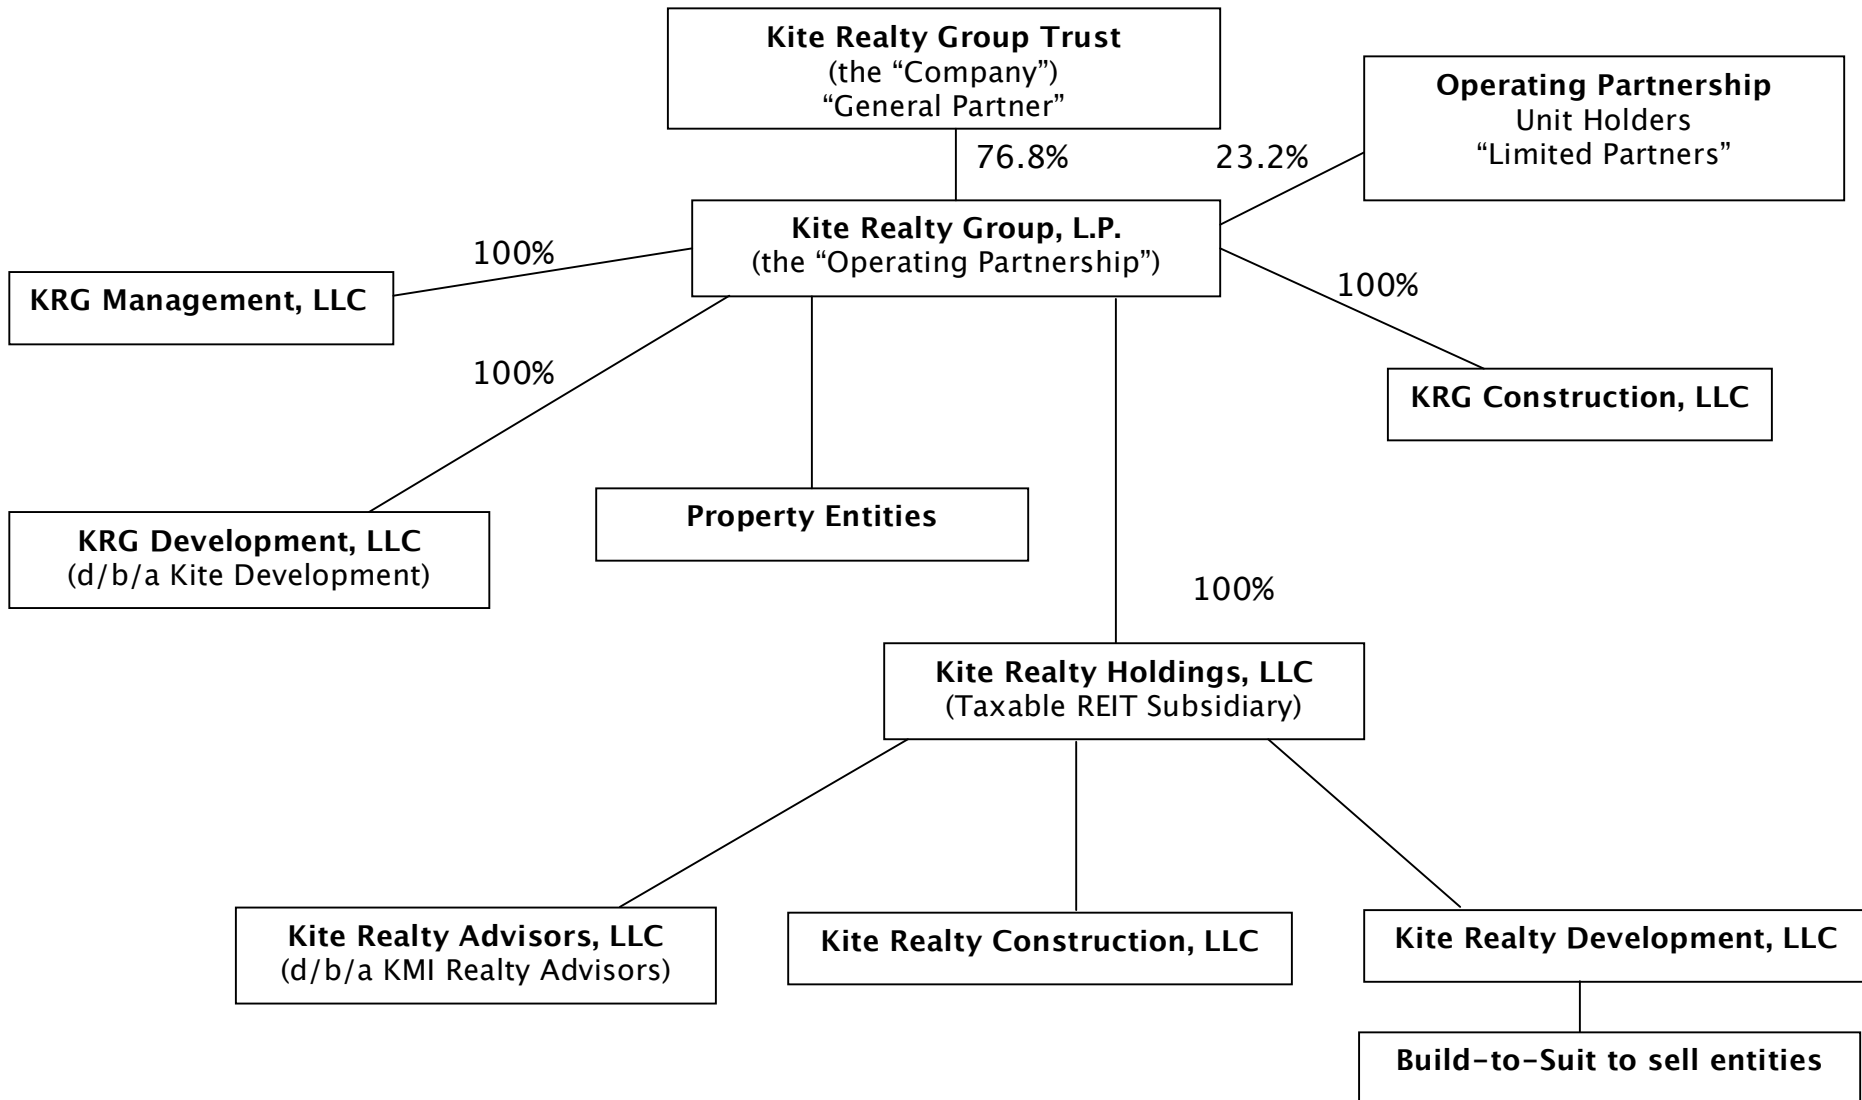 Kite Realty Group Trust
(the “Company”)
“General Partner”
Operating Partnership
Unit Holders
“Limited Partners”
76.8%
23.2%
Kite Realty Group, L.P.
(the “Operating Partnership”)
100%
KRG Management, LLC
100%
100%
KRG Construction, LLC
Property Entities
KRG Development, LLC
(d/b/a Kite Development)
100%
Kite Realty Holdings, LLC
(Taxable REIT Subsidiary)
Kite Realty Advisors, LLC
(d/b/a KMI Realty Advisors)
Kite Realty Construction, LLC
Kite Realty Development, LLC
Build-to-Suit to sell entities